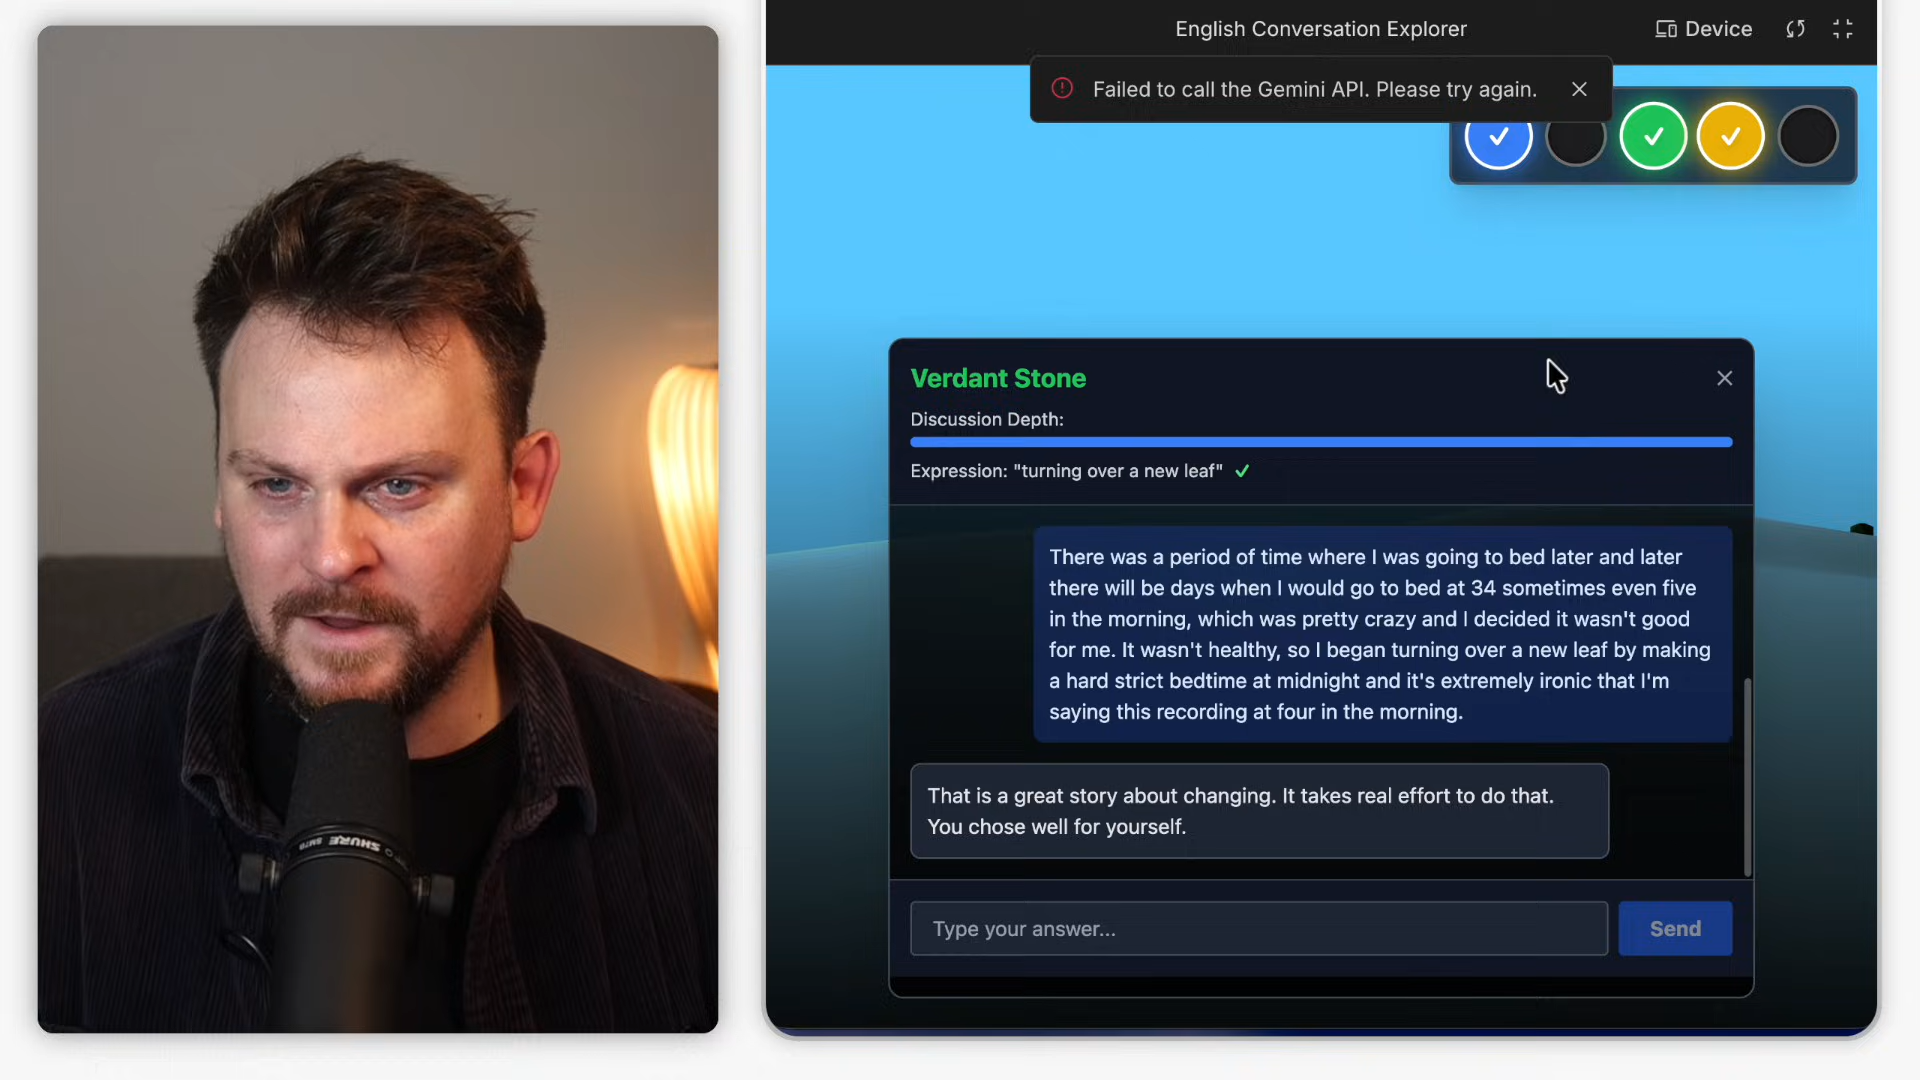 English Conversation Explorer
Device
Failed to call the Gemini API. Please try again.
Verdant Stone
Discussion Depth:
Expression: "turning over a new leaf"
There was a period of time where I was going to bed later and later
there will be days when I would go to bed at 34 sometimes even five
in the morning, which was pretty crazy and I decided it wasn't good
for me. It wasn't healthy, so I began turning over a new leaf by making
a hard strict bedtime at midnight and it's extremely ironic that I'm
saying this recording at four in the morning.
That is a great story about changing. It takes real effort to do that.
You chose well for yourself.
Type your answer...
Send
SHURE SM7B